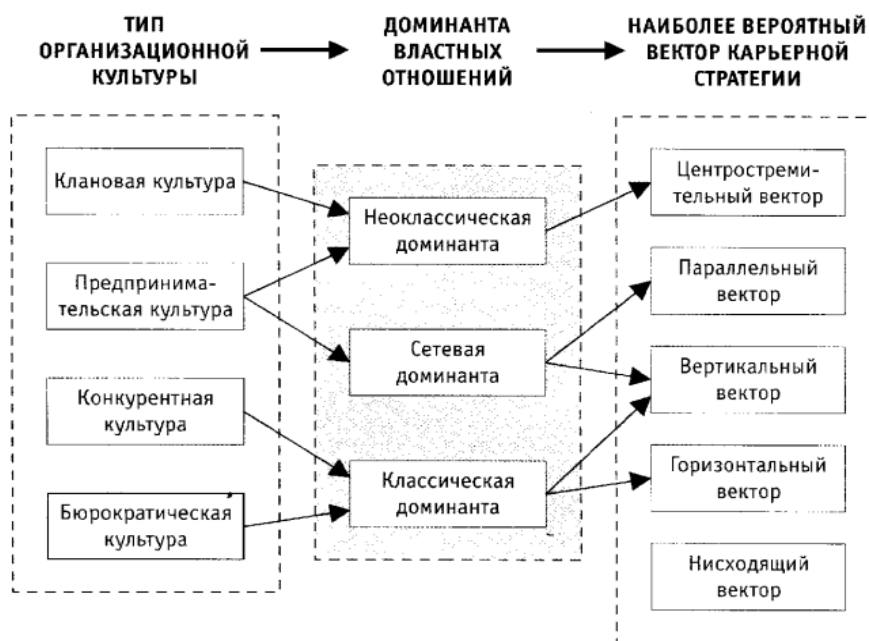 ТИП
ОРГАНИЗАЦИОННОЙ
КУЛЬТУРЫ
ДОМИНАНТА
ВЛАСТНЫХ
ОТНОШЕНИЙ
НАИБОЛЕЕ ВЕРОЯТНЫЙ
ВЕКТОР КАРЬЕРНОЙ
СТРАТЕГИИ
Клановая культура
Предпринима-
тельская культура
Конкурентная
культура
Бюрократическая
культура
Неоклассическая
доминанта
Сетевая
доминанта
Классическая
доминанта
Центростреми-
тельный вектор
Параллельный
вектор
Вертикальный
вектор
Горизонтальный
вектор
Нисходящий
вектор